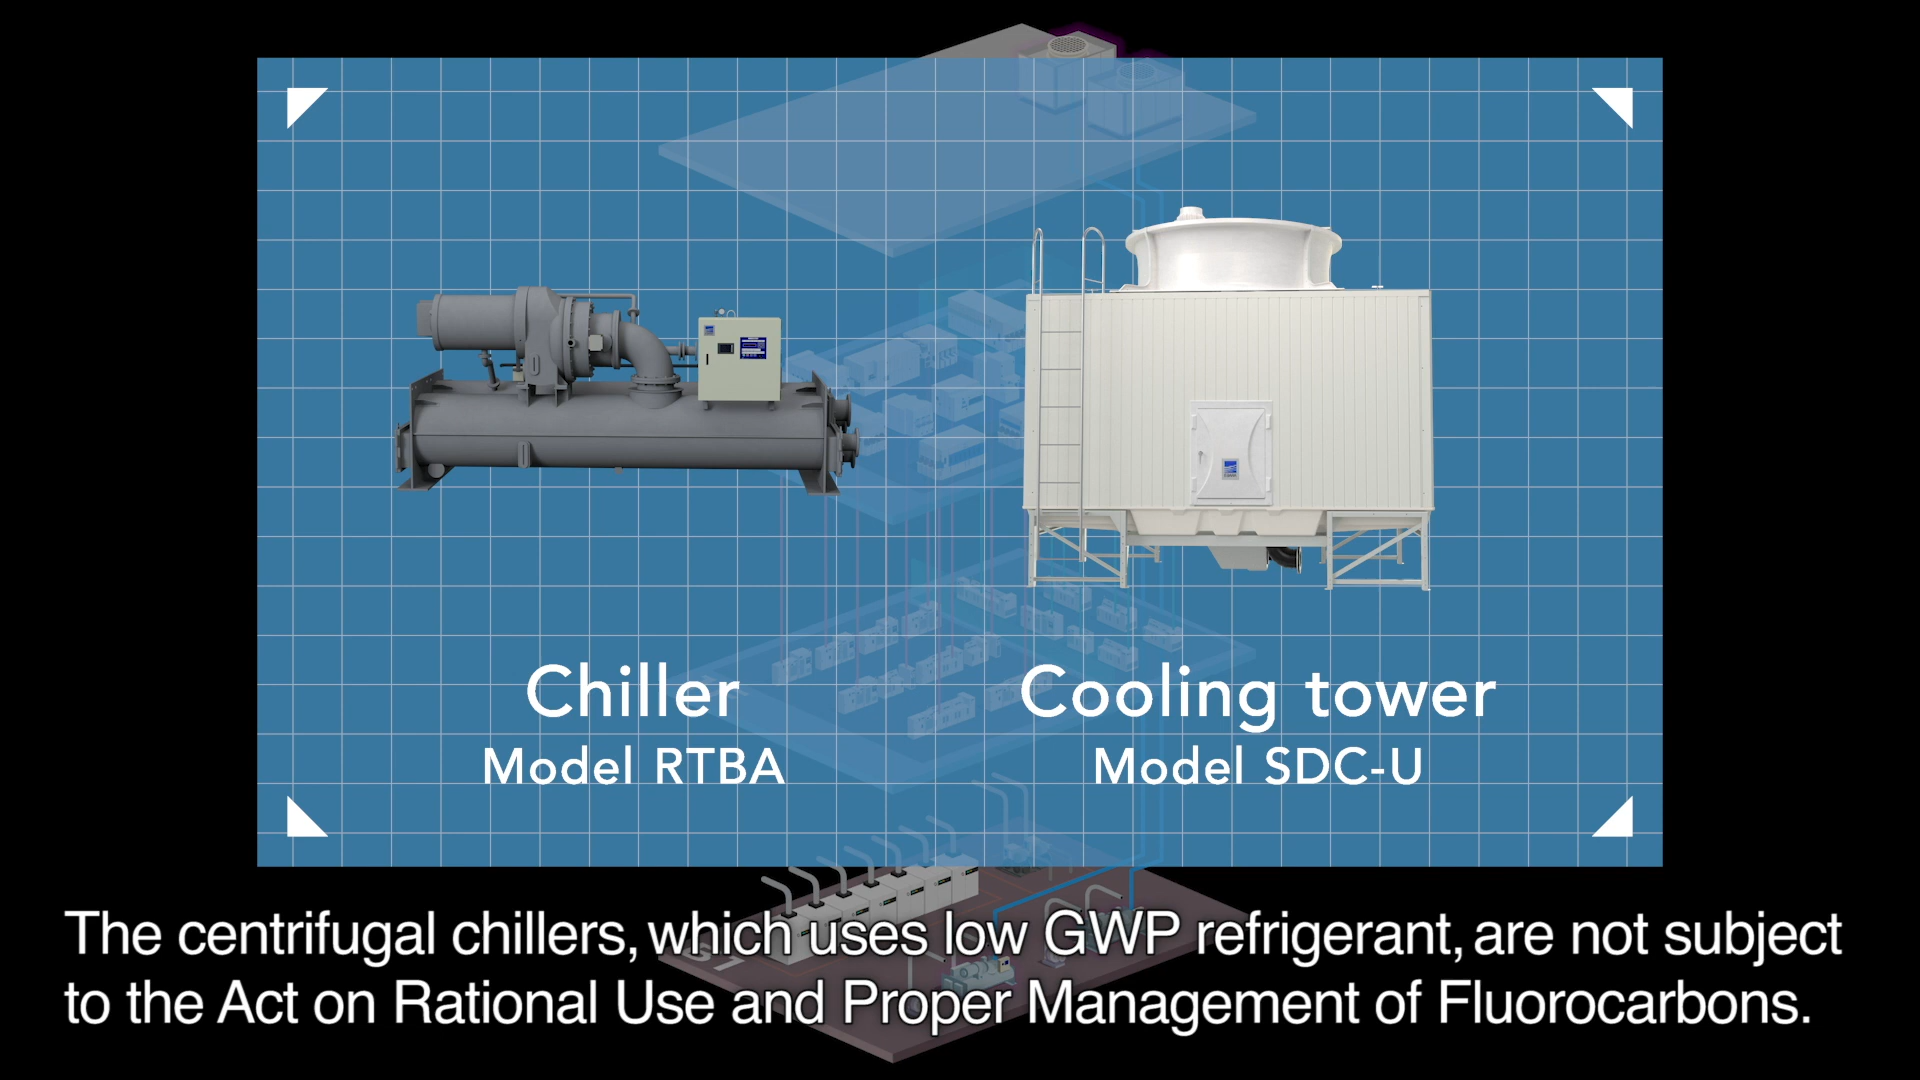 Chiller
Model RTBA
Cooling tower
Model SDC-U
The centrifugal chillers, which uses low GWP refrigerant, are not subject
to the Act on Rational Use and Proper Management of Fluorocarbons.